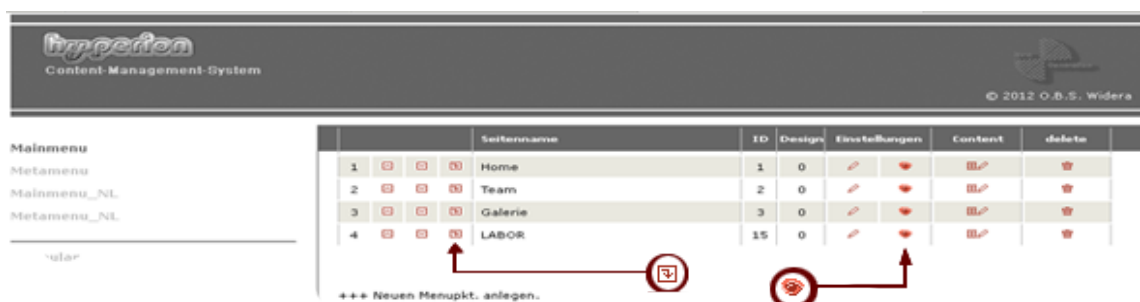 hyperion
Content-Management-System
© 2012 O.B.S. Widera
Mainmenu
Metamenu
Mainmenu_NL
Metamenu_NL
Seitenname ID Design Einstellungen Content delete
1 Home 1 0
2 Team 2 0
3 Galerie 3 0
4 LABOR 15 0
+++ Neuen Menupkt. anlegen.